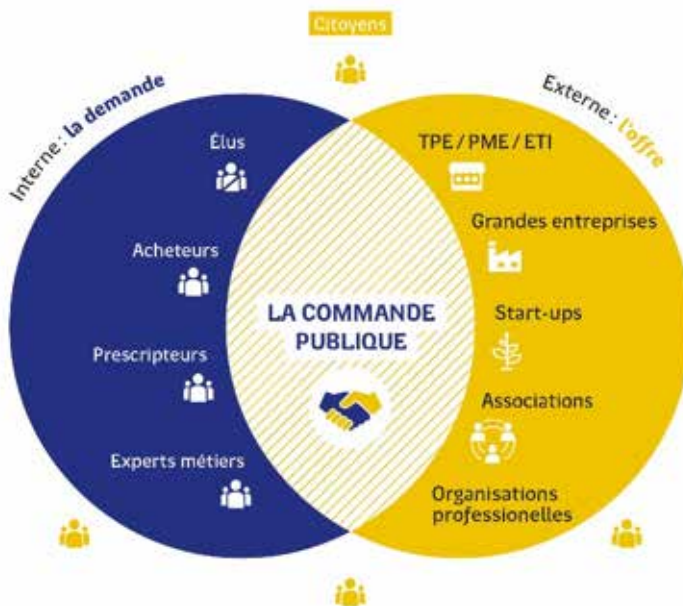 Citoyens
Interne : la demande
Externe : l'offre
Élus
Acheteurs
Prescripteurs
Experts métiers
LA COMMANDE
PUBLIQUE
TPE / PME / ETI
Grandes entreprises
Start-ups
Associations
Organisations
professionelles